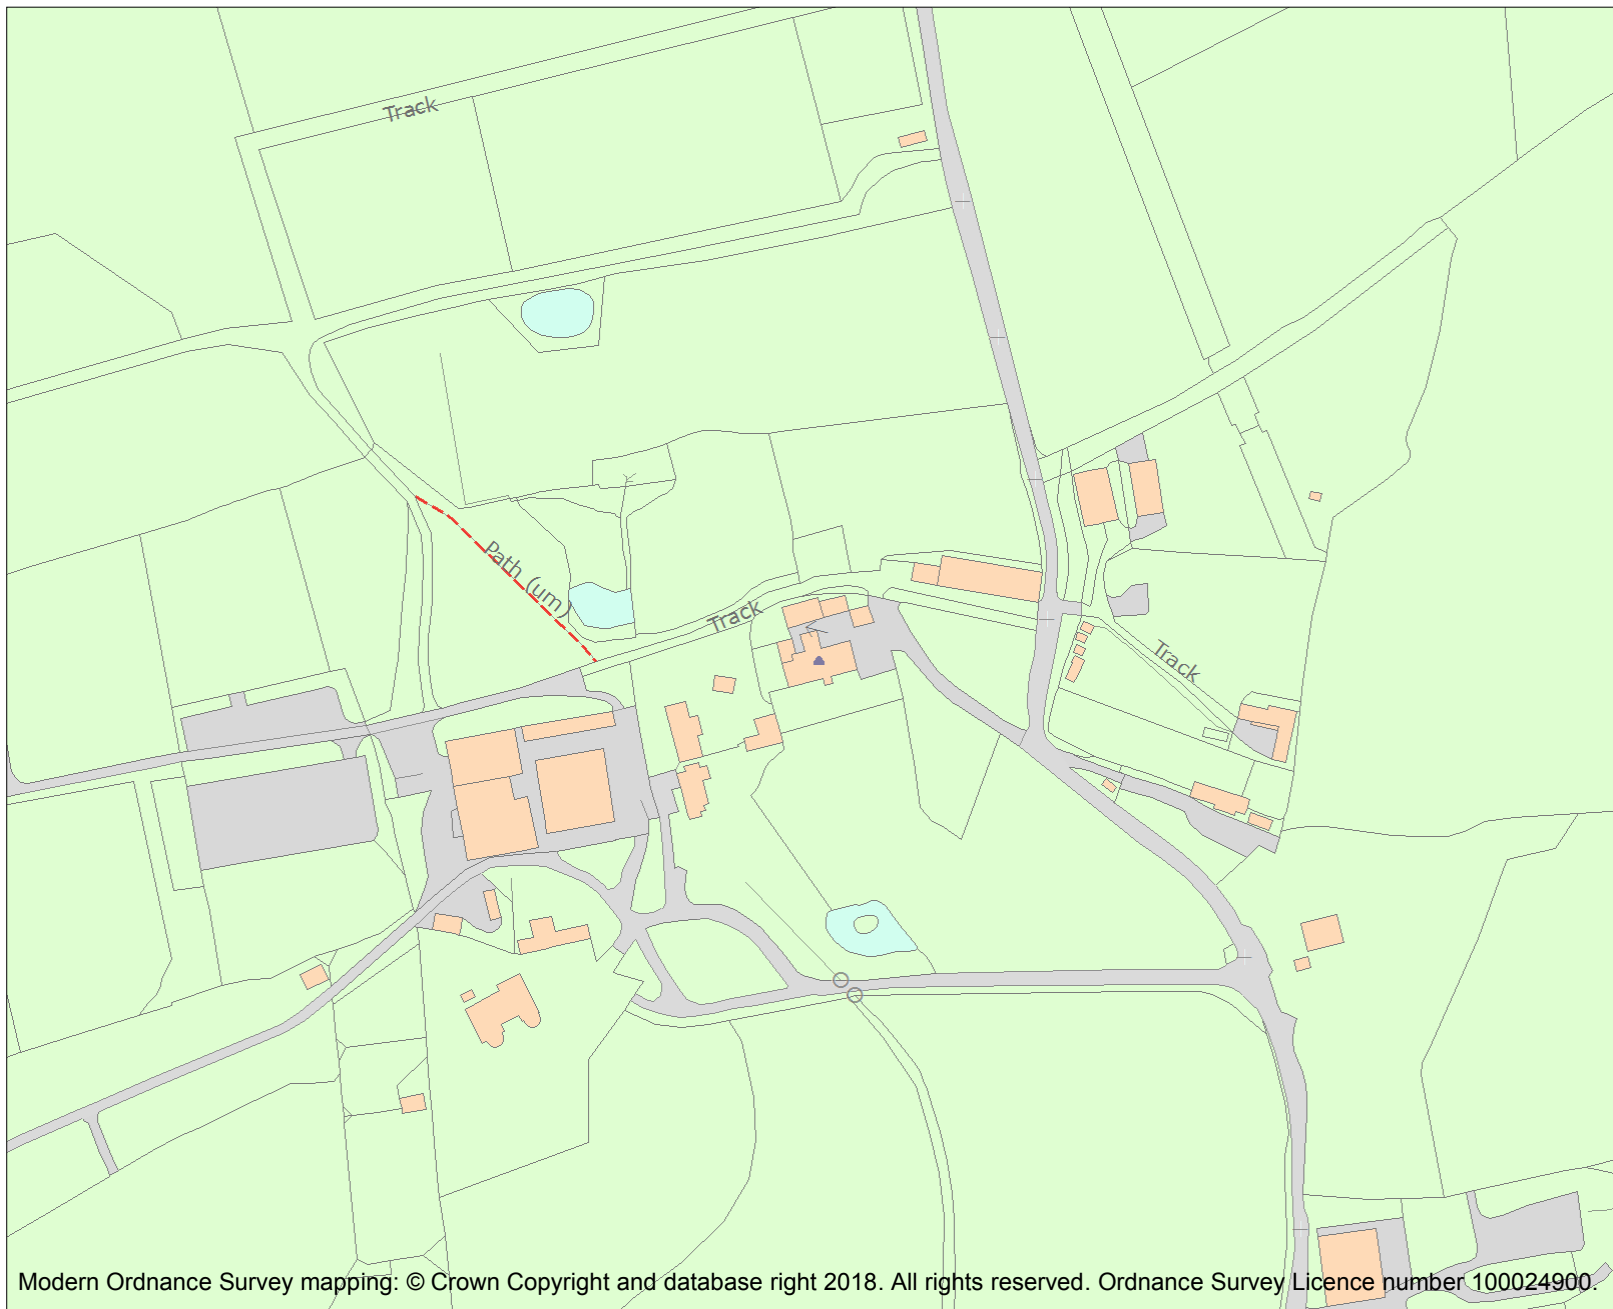 Track
Path (um)
Track
Track
Modern Ordnance Survey mapping: © Crown Copyright and database right 2018. All rights reserved. Ordnance Survey Licence number 100024900.